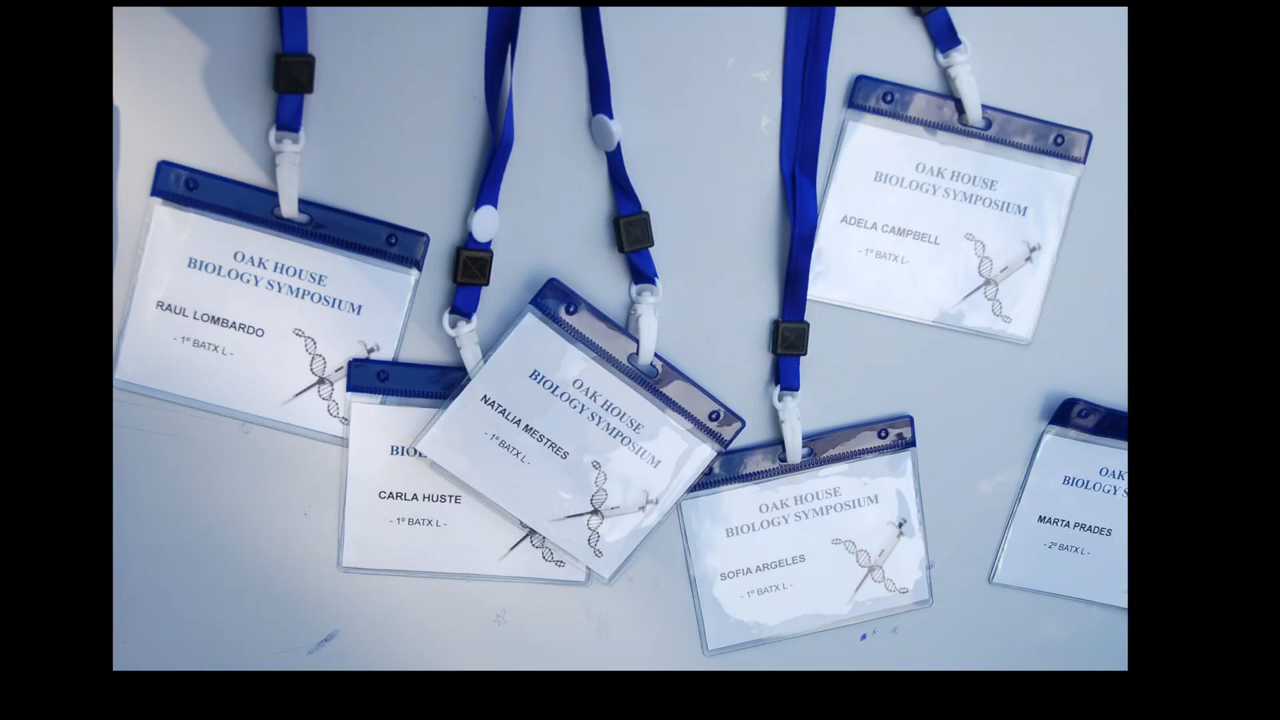 OAK HOUSE
BIOLOGY SYMPOSIUM
RAUL LOMBARDO
- 1º BATX L -
CARLA HUSTE
- 1º BATX L -
OAK HOUSE
BIOLOGY SYMPOSIUM
NATALIA MESTRES
- 1º BATX L -
OAK HOUSE
BIOLOGY SYMPOSIUM
SOFIA ARGELES
- 1º BATX L -
OAK HOUSE
BIOLOGY SYMPOSIUM
ADELA CAMPBELL
- 1º BATX L-
OAK
BIOLOGY S
MARTA PRADES
- 2º BATX L -